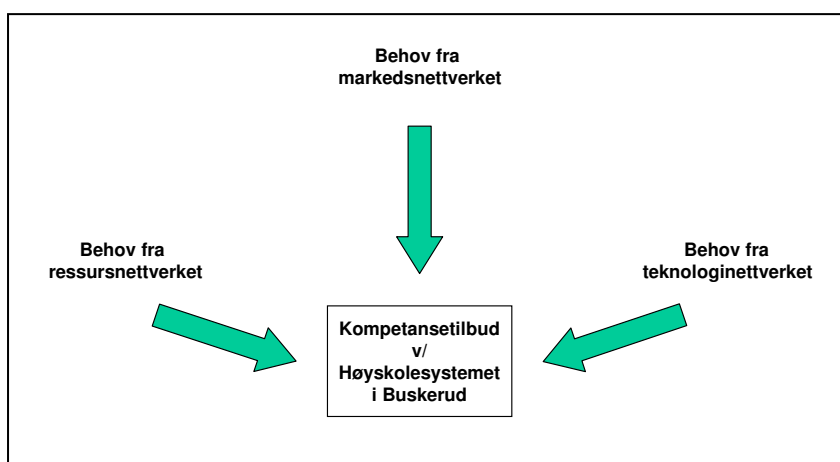 Behov fra
markedsnettverket
Behov fra
ressursnettverket
Behov fra
teknologinettverket
Kompetansetilbud
v/
Høyskolesystemet
i Buskerud